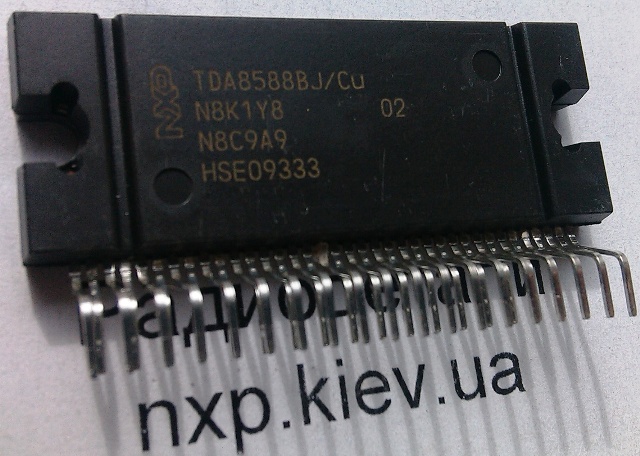 NXP
TDA8588BJ/Cu
N8K1Y8 02
N8C9A9
HSE09333
nxp.kiev.ua